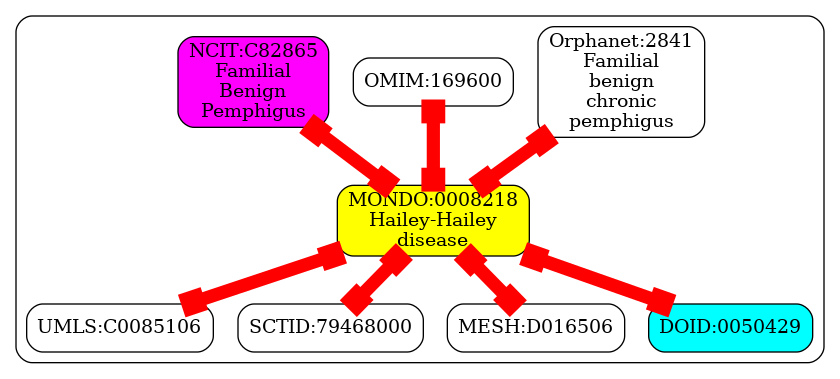 NCIT:C82865
Familial
Benign
Pemphigus
OMIM:169600
Orphanet:2841
Familial
benign
chronic
pemphigus
MONDO:0008218
Hailey-Hailey
disease
UMLS:C0085106
SCTID:79468000
MESH:D016506
DOID:0050429